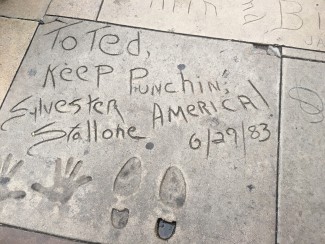 To Ted,
Keep Punchin',
America!
Sylvester
Stallone
6/29/83